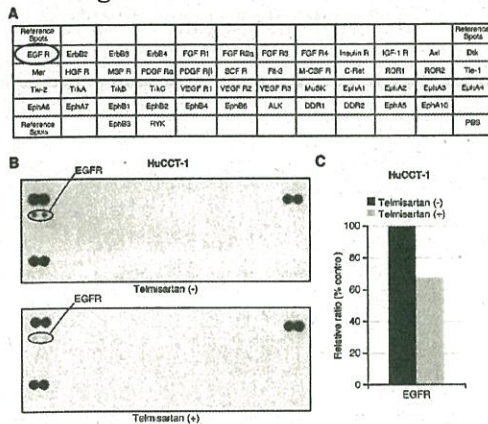 A
Reference Spots Reference Spots
EGF R ErbB2 ErbB3 ErbB4 FGF R1 FGF R2α FGF R3 FGF R4 Insulin R IGF-1 R Axl Dtk
Mer HGF R MSP R PDGF Rα PDGF Rβ SCF R Flt-3 M-CSF R C-Ret ROR1 ROR2 Tie-1
Tie-2 TrkA TrkB TrkC VEGF R1 VEGF R2 VEGF R3 MuSK EphA1 EphA2 EphA3 EphA4
EphA6 EphA7 EphB1 EphB2 EphB4 EphB6 ALK DDR1 DDR2 EphA5 EphA10
Reference Spots EphB3 RYK PBS
B HuCCT-1
EGFR
Telmisartan (-)
EGFR
Telmisartan (+)
C
HuCCT-1
Telmisartan (-)
Telmisartan (+)
Relative ratio (% control)
100
80
60
40
20
0
EGFR